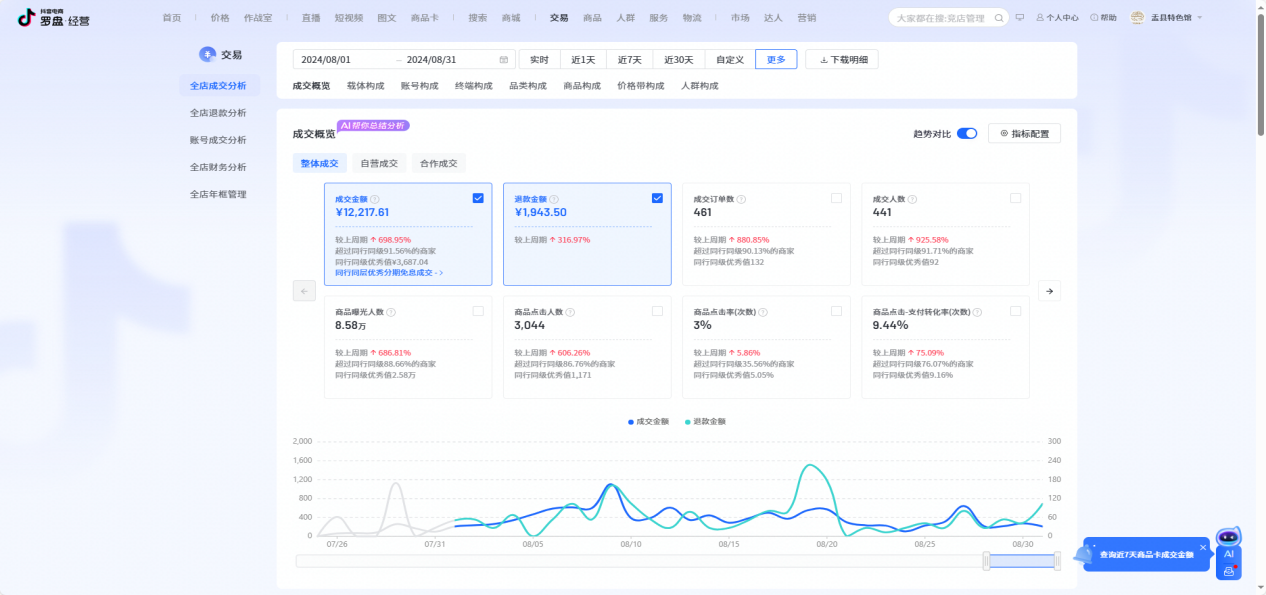 抖音电商
罗盘·经营
首页 价格 作战室 直播 短视频 图文 商品卡 搜索 商城 交易 商品 人群 服务 物流 市场 达人 营销
大家都在搜:竞店管理
个人中心 帮助 盂县特色馆
交易
全店成交分析
全店退款分析
账号成交分析
全店财务分析
全店年框管理
2024/08/01 – 2024/08/31 实时 近1天 近7天 近30天 自定义 更多 下载明细
成交概览 载体构成 账号构成 终端构成 品类构成 商品构成 价格带构成 人群构成
成交概览 AI帮你总结分析
趋势对比 指标配置
整体成交 自营成交 合作成交
成交金额
¥12,217.61
较上周期 ↑ 698.95%
超过同行同级91.56%的商家
同行同级优秀值¥3,687.04
同行同层优秀分期免息成交 - >
退款金额
¥1,943.50
较上周期 ↑ 316.97%
成交订单数
461
较上周期 ↑ 880.85%
超过同行同级90.13%的商家
同行同级优秀值132
成交人数
441
较上周期 ↑ 925.58%
超过同行同级91.71%的商家
同行同级优秀值92
商品曝光人数
8.58万
较上周期 ↑ 686.81%
超过同行同级88.66%的商家
同行同级优秀值2.58万
商品点击人数
3,044
较上周期 ↑ 606.26%
超过同行同级86.76%的商家
同行同级优秀值1,171
商品点击率(次数)
3%
较上周期 ↑ 5.86%
超过同行同级35.56%的商家
同行同级优秀值5.05%
商品点击-支付转化率(次数)
9.44%
较上周期 ↑ 75.09%
超过同行同级76.07%的商家
同行同级优秀值9.16%
成交金额 退款金额
2,000 300
1,600 240
1,200 180
800 120
400 60
0 0
07/26 07/31 08/05 08/10 08/15 08/20 08/25 08/30
查询近7天商品卡成交金额
AI